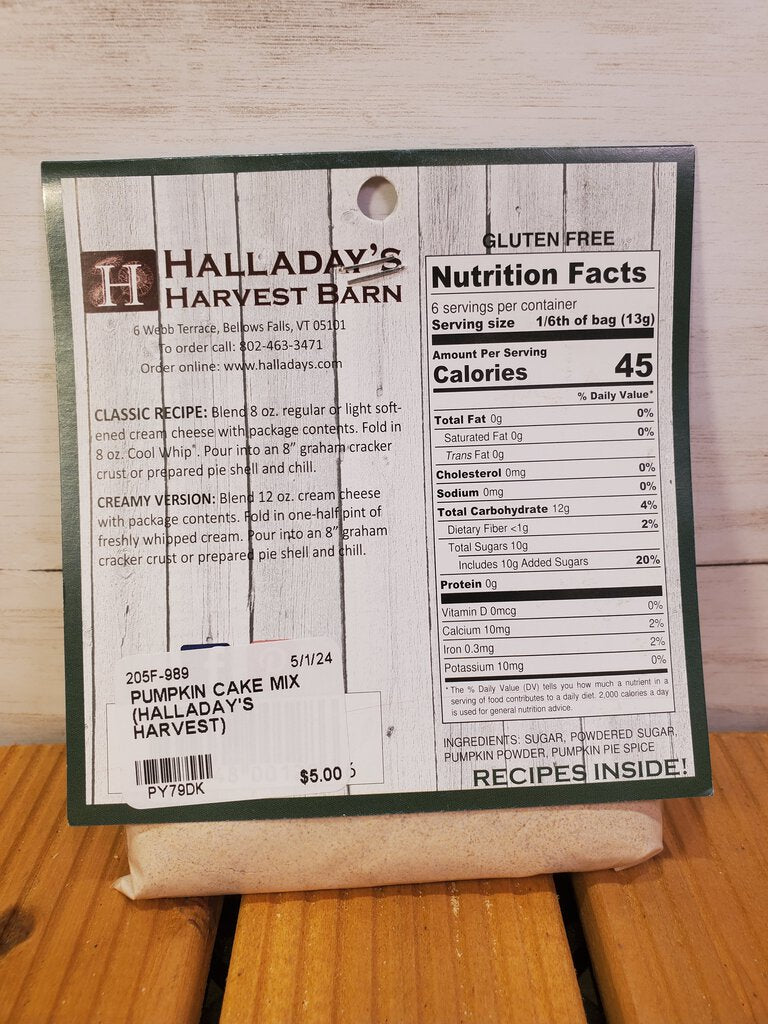 H
HALLADAY'S
HARVEST BARN
6 Webb Terrace, Bellows Falls, VT 05101
To order call: 802-463-3471
Order online: www.halladays.com
CLASSIC RECIPE: Blend 8 oz. regular or light soft-
ened cream cheese with package contents. Fold in
8 oz. Cool Whip®. Pour into an 8" graham cracker
crust or prepared pie shell and chill.
CREAMY VERSION: Blend 12 oz. cream cheese
with package contents. Fold in one-half pint of
freshly whipped cream. Pour into an 8" graham
cracker crust or prepared pie shell and chill.
205F-989 5/1/24
PUMPKIN CAKE MIX
(HALLADAY'S
HARVEST)
PY79DK $5.00
GLUTEN FREE
Nutrition Facts
6 servings per container
Serving size 1/6th of bag (13g)
Amount Per Serving
Calories 45
% Daily Value*
Total Fat 0g 0%
Saturated Fat 0g 0%
Trans Fat 0g
Cholesterol 0mg 0%
Sodium 0mg 0%
Total Carbohydrate 12g 4%
Dietary Fiber <1g 2%
Total Sugars 10g
Includes 10g Added Sugars 20%
Protein 0g
Vitamin D 0mcg 0%
Calcium 10mg 2%
Iron 0.3mg 2%
Potassium 10mg 0%
* The % Daily Value (DV) tells you how much a nutrient in a
serving of food contributes to a daily diet. 2,000 calories a day
is used for general nutrition advice.
INGREDIENTS: SUGAR, POWDERED SUGAR,
PUMPKIN POWDER, PUMPKIN PIE SPICE
RECIPES INSIDE!